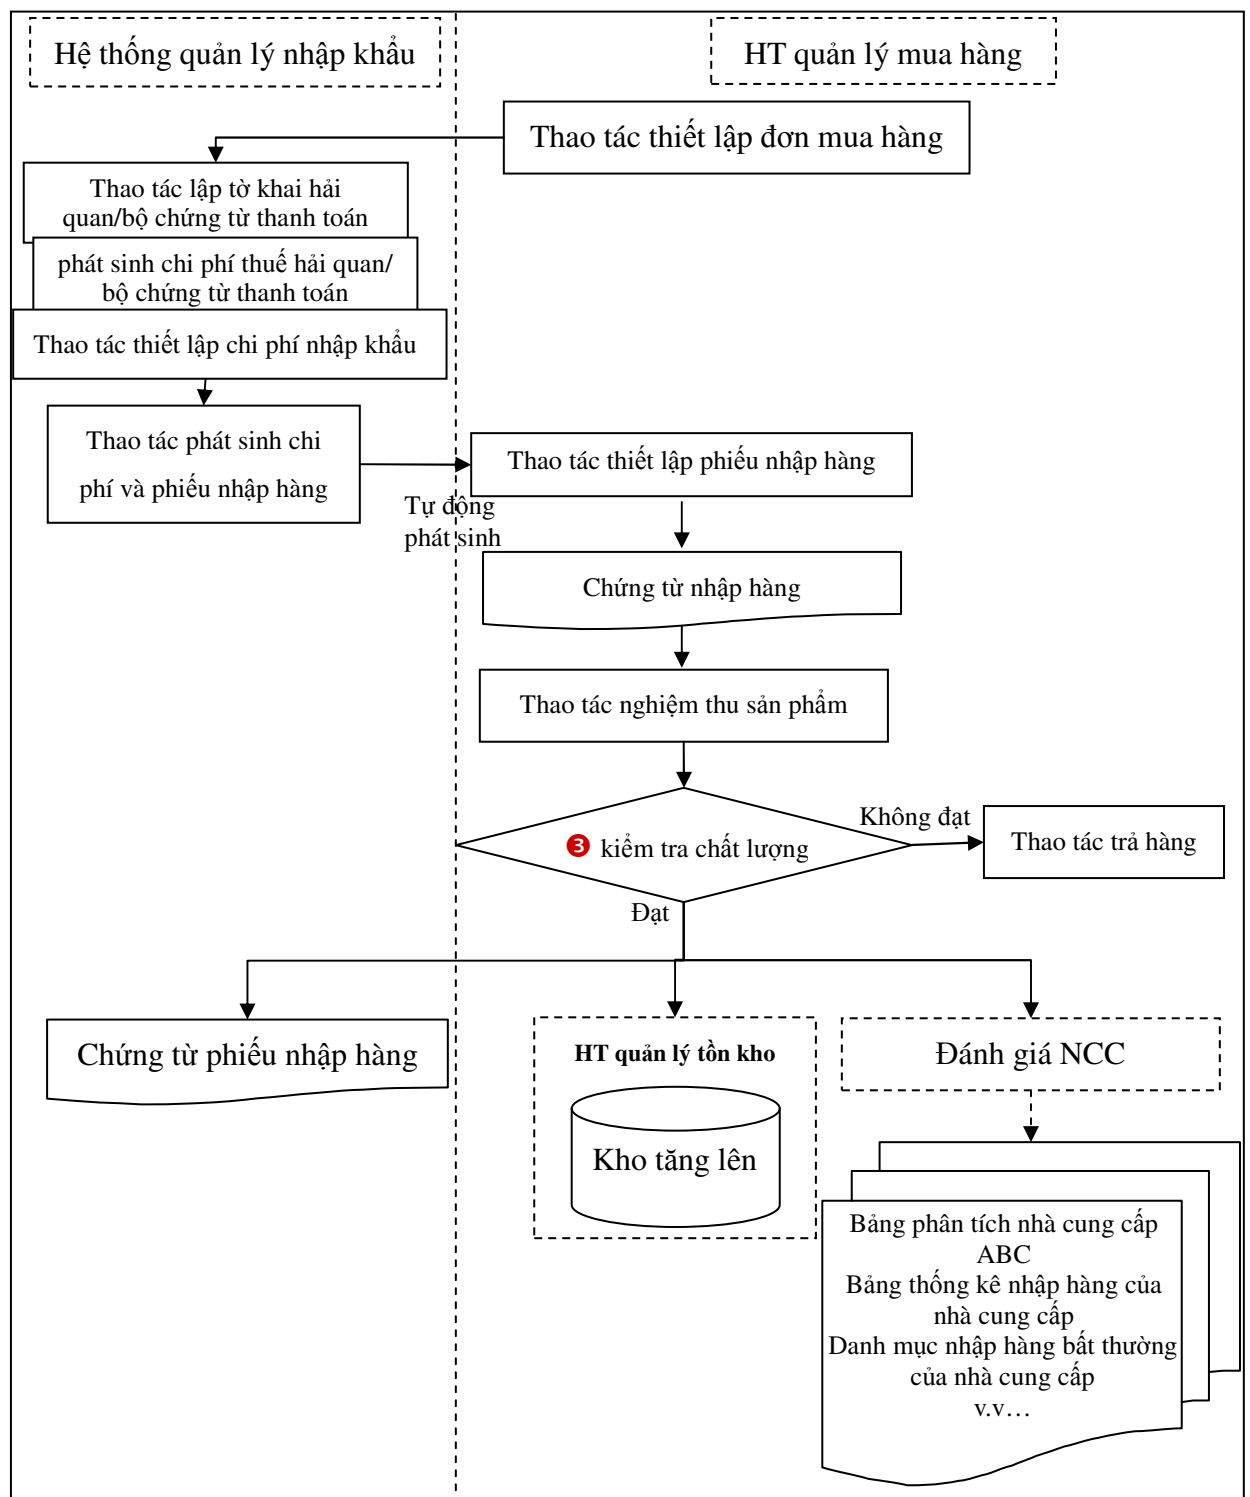 Hệ thống quản lý nhập khẩu
HT quản lý mua hàng
Thao tác thiết lập đơn mua hàng
Thao tác lập tờ khai hải
quan/bộ chứng từ thanh toán
phát sinh chi phí thuế hải quan/
bộ chứng từ thanh toán
Thao tác thiết lập chi phí nhập khẩu
Thao tác phát sinh chi
phí và phiếu nhập hàng
Thao tác thiết lập phiếu nhập hàng
Tự động
phát sinh
Chứng từ nhập hàng
Thao tác nghiệm thu sản phẩm
Không đạt
❸ kiểm tra chất lượng
Thao tác trả hàng
Đạt
Chứng từ phiếu nhập hàng
HT quản lý tồn kho
Kho tăng lên
Đánh giá NCC
Bảng phân tích nhà cung cấp
ABC
Bảng thống kê nhập hàng của
nhà cung cấp
Danh mục nhập hàng bất thường
của nhà cung cấp
v.v…